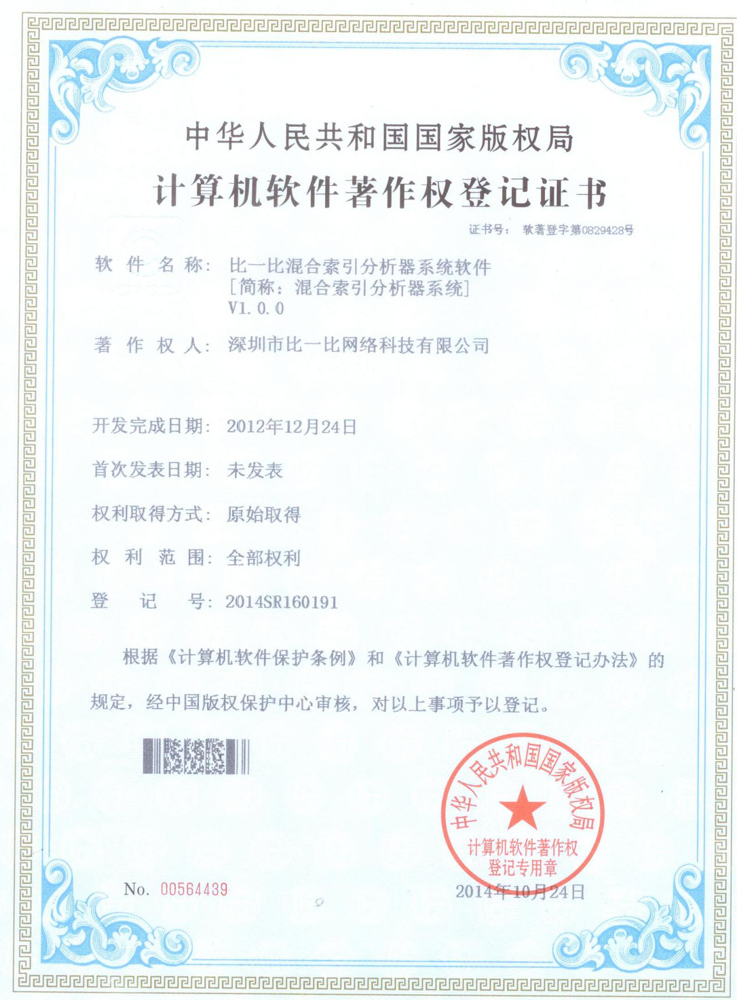 中华人民共和国国家版权局
计算机软件著作权登记证书
证书号： 软著登字第0829428号
软件名称： 比一比混合索引分析器系统软件
[简称：混合索引分析器系统]
V1.0.0
著作权人： 深圳市比一比网络科技有限公司
开发完成日期： 2012年12月24日
首次发表日期： 未发表
权利取得方式： 原始取得
权利范围： 全部权利
登记号： 2014SR160191
根据《计算机软件保护条例》和《计算机软件著作权登记办法》的
规定，经中国版权保护中心审核，对以上事项予以登记。
中华人民共和国国家版权局
计算机软件著作权
登记专用章
No. 00564439
2014年10月24日